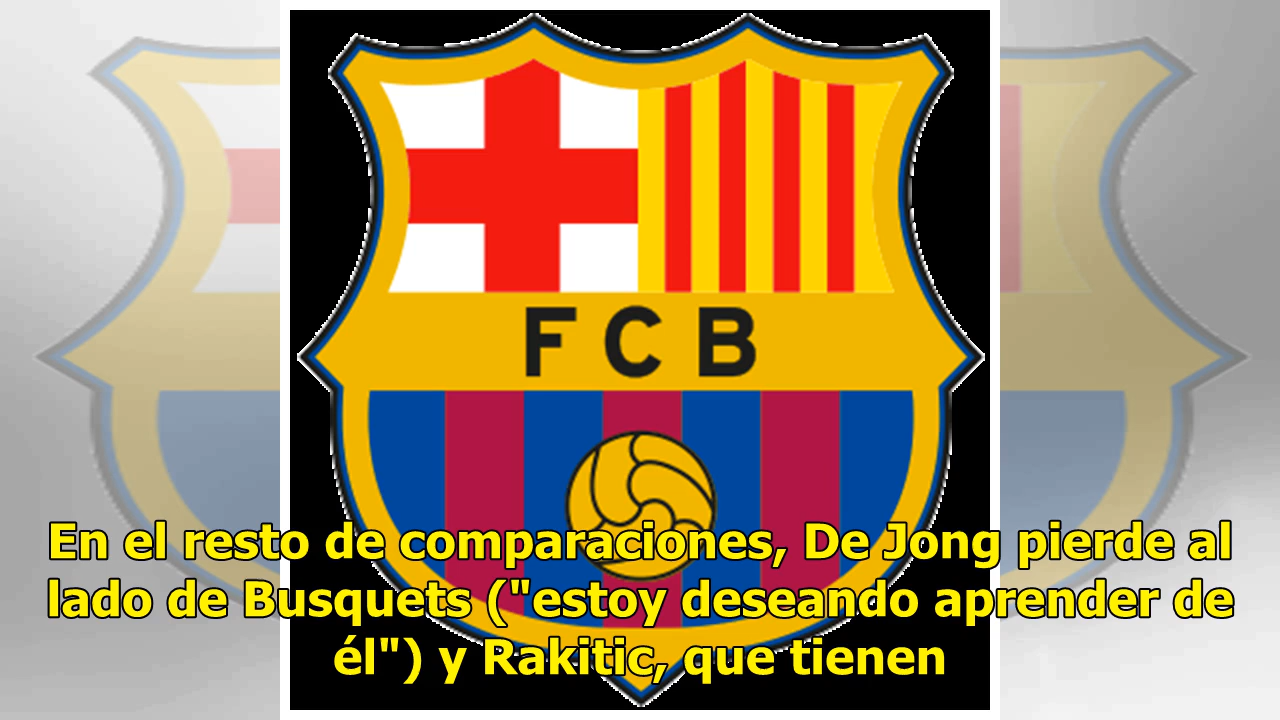 F C B
En el resto de comparaciones, De Jong pierde al
lado de Busquets ("estoy deseando aprender de
él") y Rakitic, que tienen